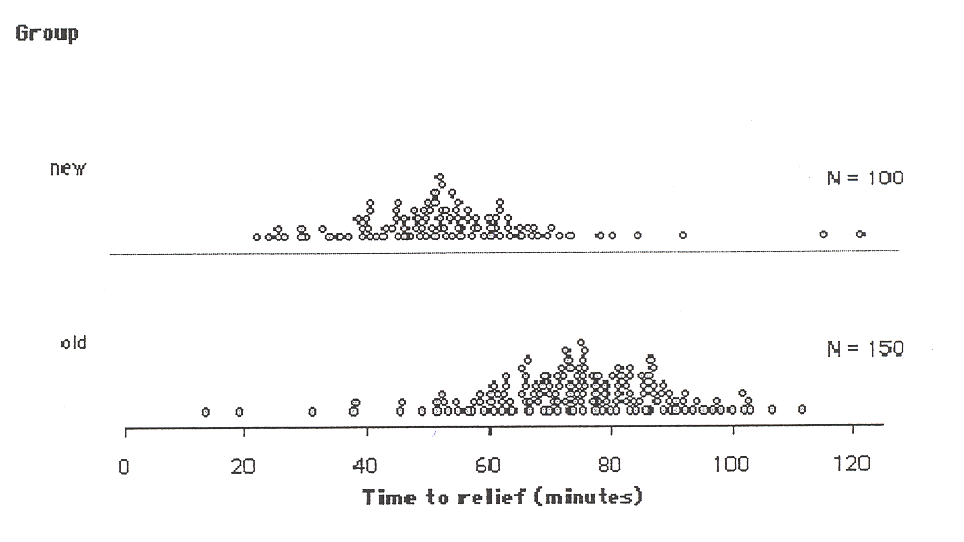 Group
new
N = 100
old
N = 150
0 20 40 60 80 100 120
Time to relief (minutes)